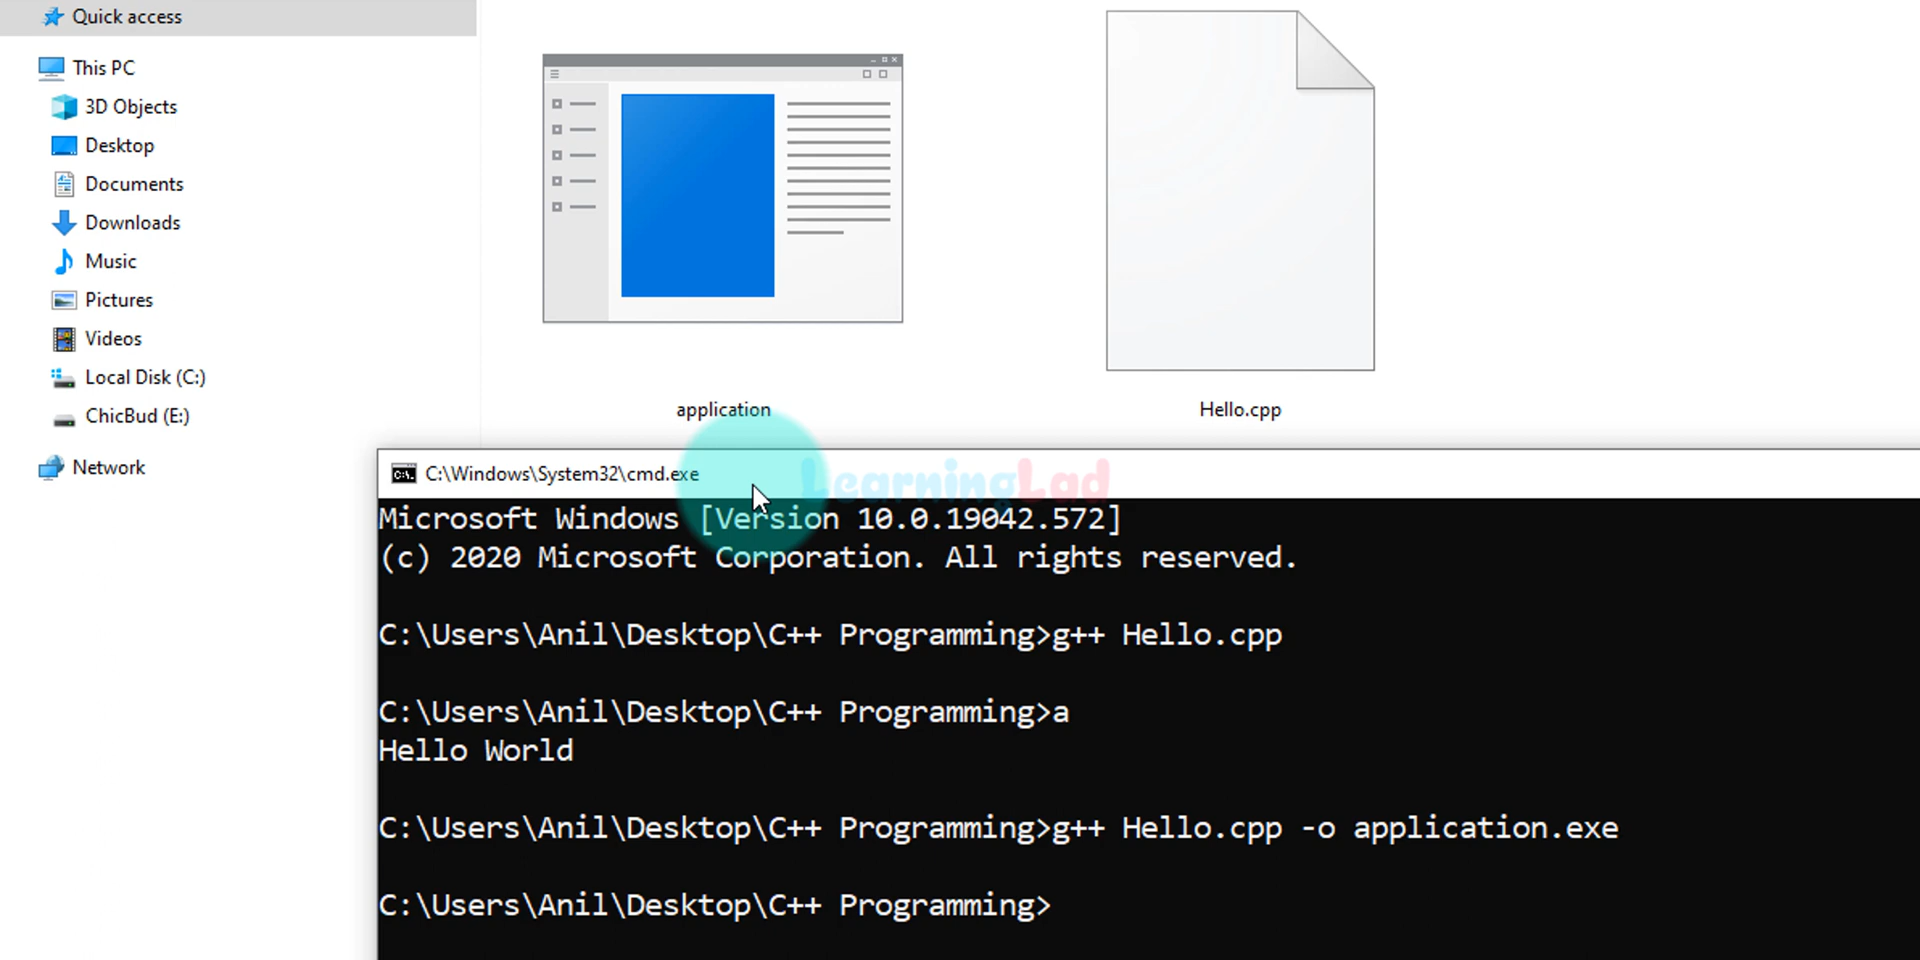 Quick access
This PC
3D Objects
Desktop
Documents
Downloads
Music
Pictures
Videos
Local Disk (C:)
ChicBud (E:)
Network
application
Hello.cpp
C:\Windows\System32\cmd.exe
LearningLad
Microsoft Windows [Version 10.0.19042.572]
(c) 2020 Microsoft Corporation. All rights reserved.
C:\Users\Anil\Desktop\C++ Programming>g++ Hello.cpp
C:\Users\Anil\Desktop\C++ Programming>a
Hello World
C:\Users\Anil\Desktop\C++ Programming>g++ Hello.cpp -o application.exe
C:\Users\Anil\Desktop\C++ Programming>